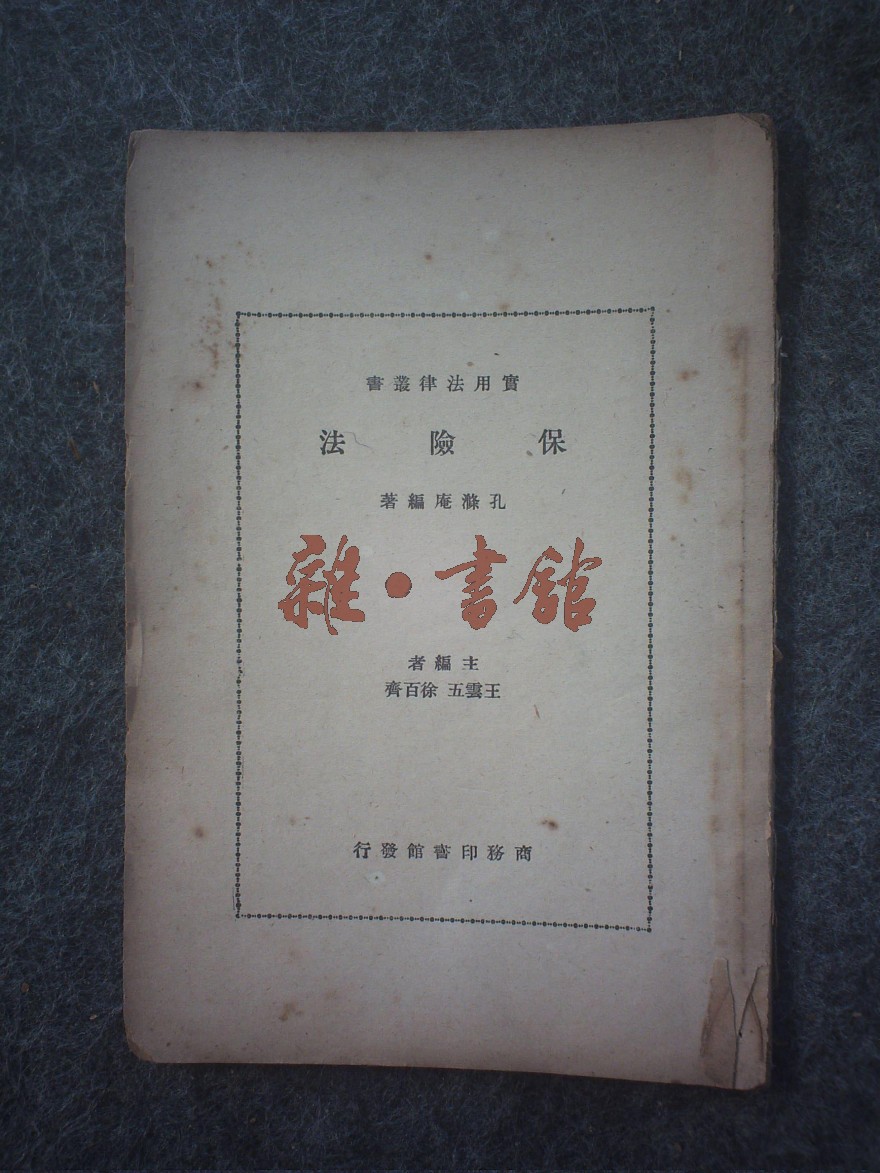 實用法律叢書
保險法
孔滌庵編著
雜·書館
主編者
王雲五 徐百齊
商務印書館發行